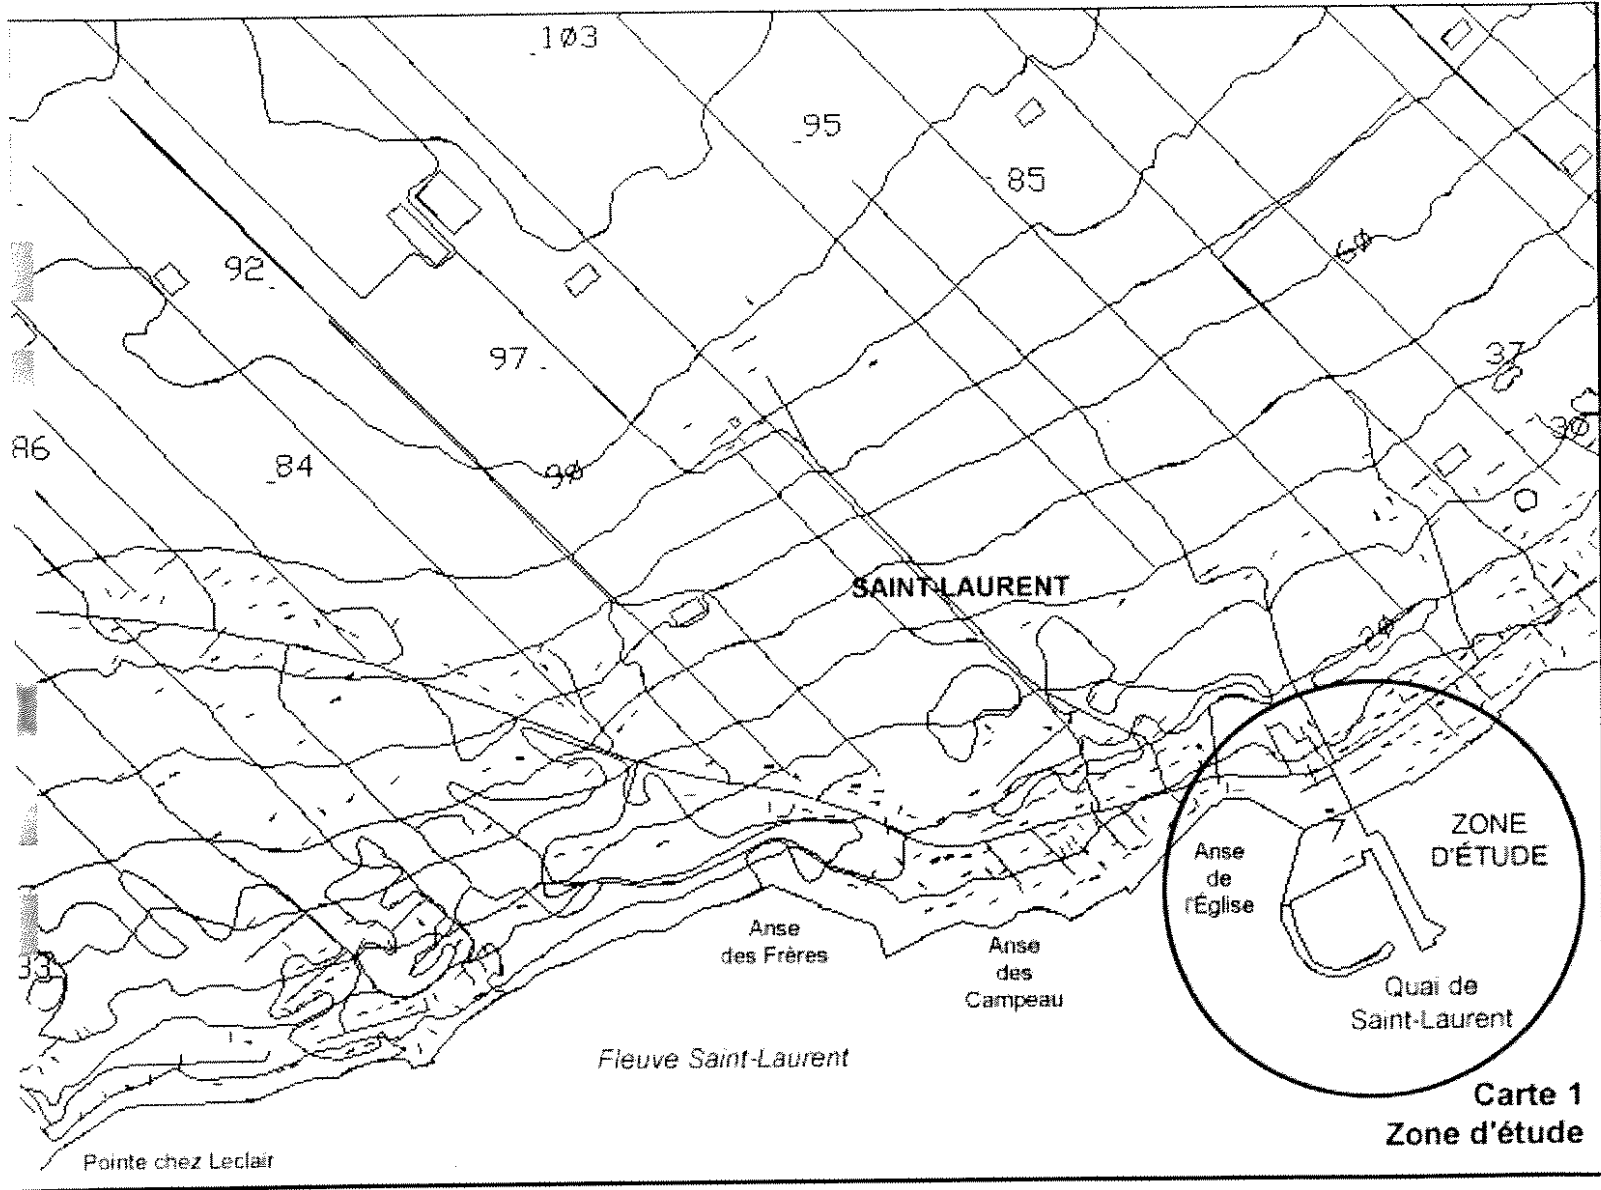 103
95
85
60
92
97
37
30
86
84
90
SAINT-LAURENT
20
7
ZONE
D'ÉTUDE
Anse
de
l'Église
33
Anse
des Frères
Anse
des
Campeau
Quai de
Saint-Laurent
Fleuve Saint-Laurent
Carte 1
Zone d'étude
Pointe chez Leclair